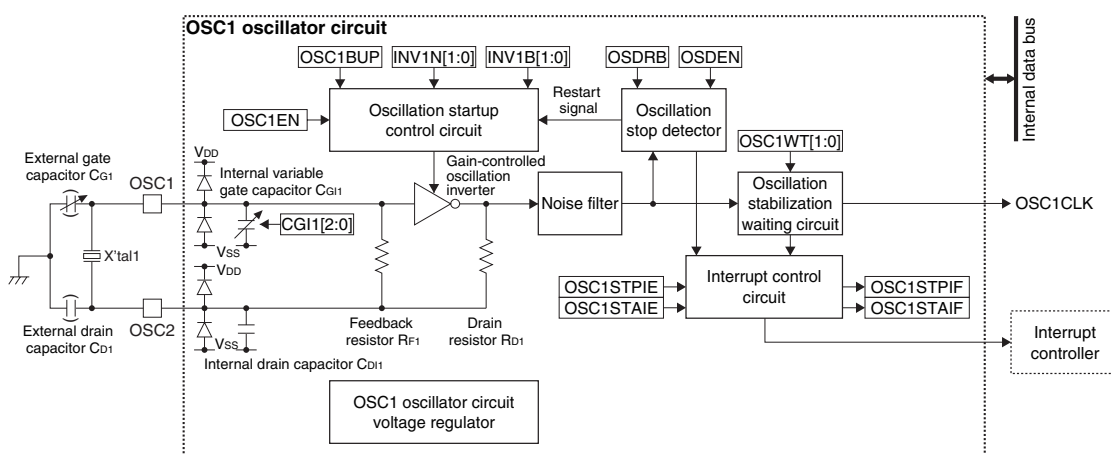 OSC1 oscillator circuit
OSC1BUP
INV1N[1:0]
INV1B[1:0]
OSDRB
OSDEN
Internal data bus
OSC1EN
Oscillation startup
control circuit
Restart
signal
Oscillation
stop detector
OSC1WT[1:0]
External gate
capacitor CG1
OSC1
VDD
Internal variable
gate capacitor CGI1
Gain-controlled
oscillation
inverter
Noise filter
Oscillation
stabilization
waiting circuit
OSC1CLK
CGI1[2:0]
VSS
X'tal1
VDD
OSC1STPIE
OSC1STAIE
Interrupt control
circuit
OSC1STPIF
OSC1STAIF
External drain
capacitor CD1
OSC2
VSS
Internal drain capacitor CDI1
Feedback
resistor RF1
Drain
resistor RD1
Interrupt
controller
OSC1 oscillator circuit
voltage regulator